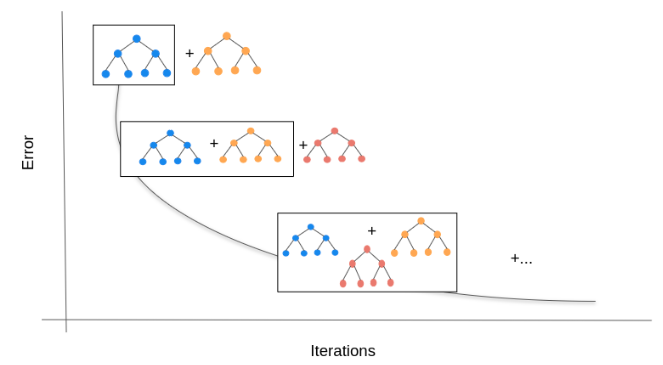 +
+
+
+
+...
Error
Iterations